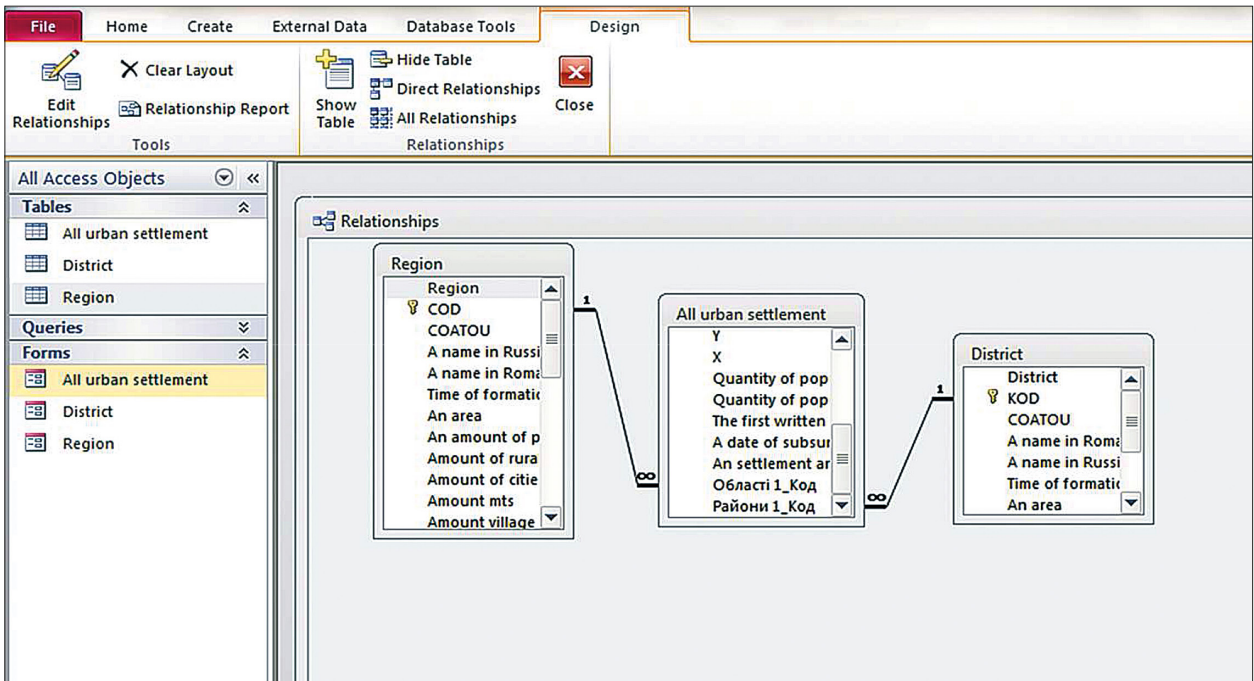 File Home Create External Data Database Tools Design
Edit Relationships
Clear Layout
Relationship Report
Tools
Show Table
Hide Table
Direct Relationships
All Relationships
Relationships
Close
All Access Objects
Tables
All urban settlement
District
Region
Queries
Forms
All urban settlement
District
Region
Relationships
Region
Region
COD
COATOU
A name in Russi
A name in Roma
Time of formatic
An area
An amount of p
Amount of rura
Amount of citie
Amount mts
Amount village
1
∞
All urban settlement
Y
X
Quantity of pop
Quantity of pop
The first written
A date of subsur
An settlement ar
Області 1_Код
Райони 1_Код
∞
1
District
District
KOD
COATOU
A name in Roma
A name in Russi
Time of formatic
An area